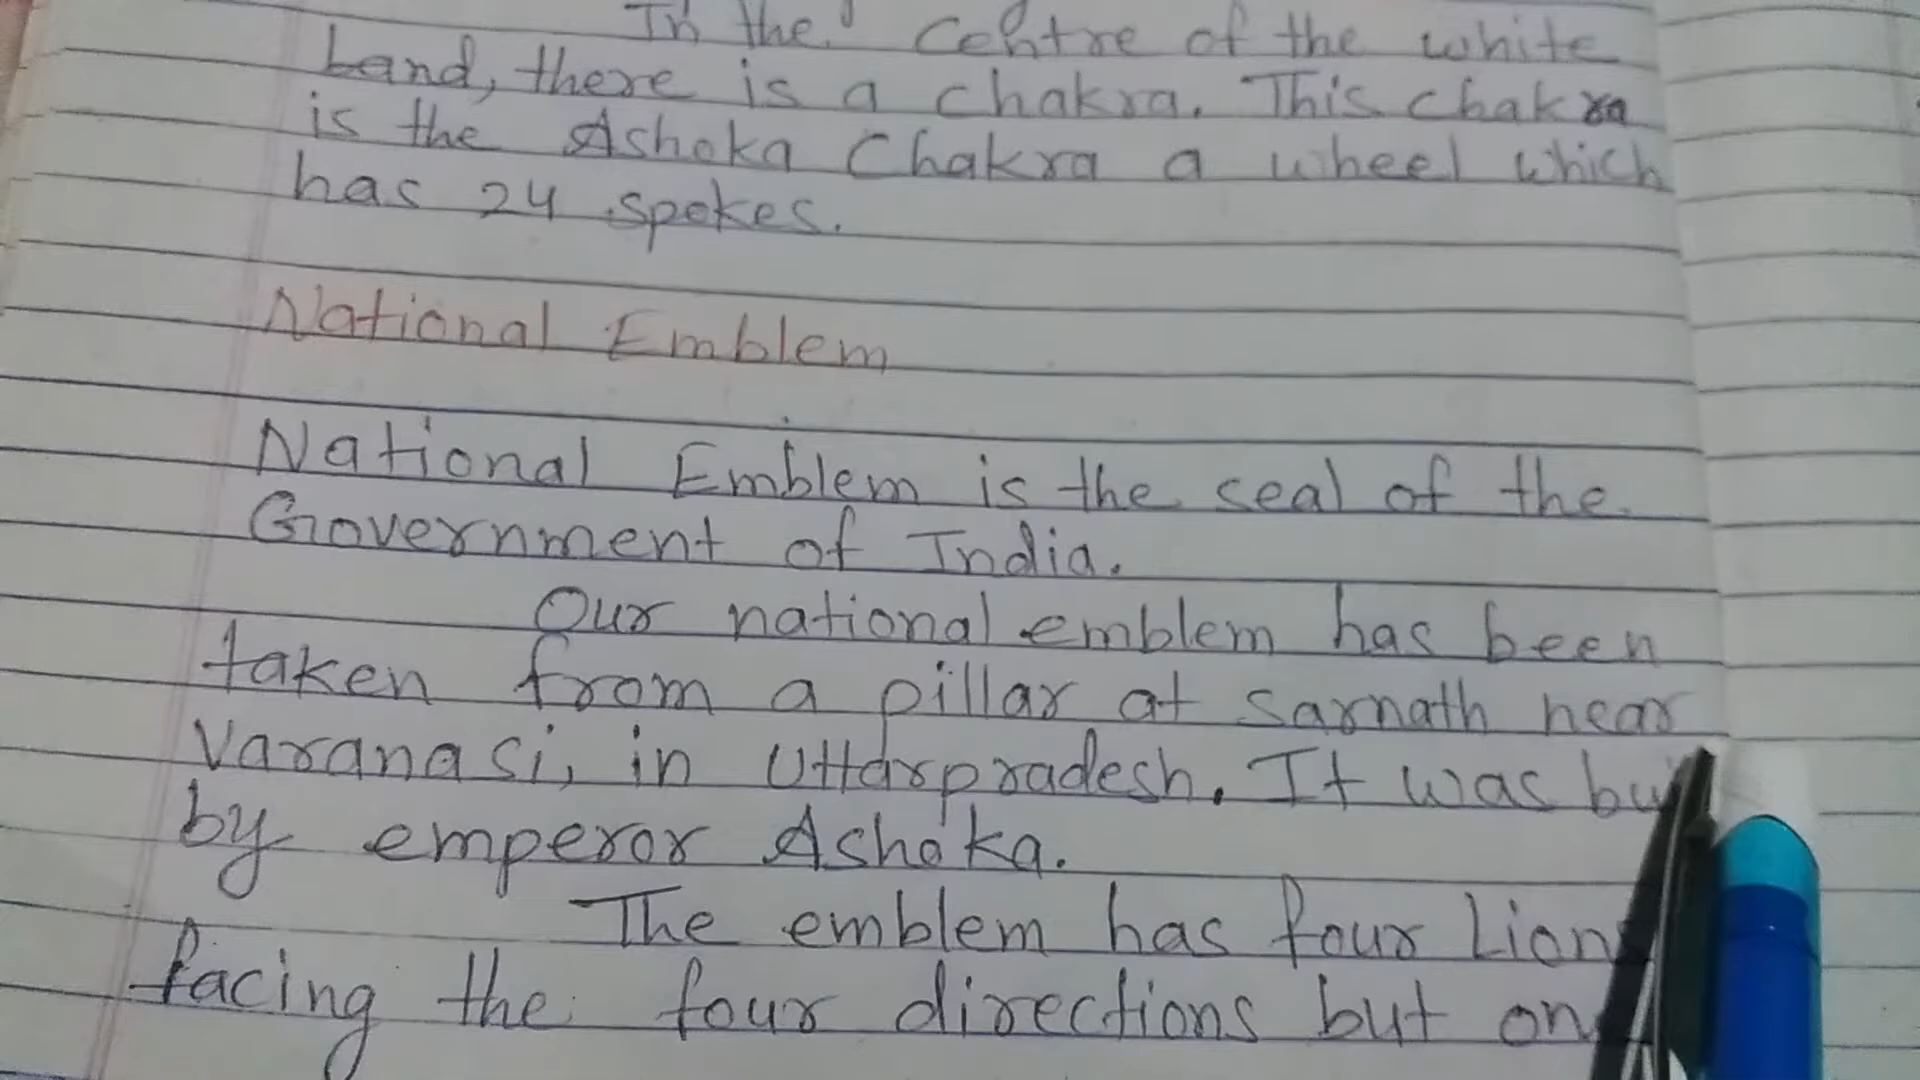 In the centre of the white
band, there is a chakra. This chakra
is the Ashoka Chakra a wheel which
has 24 spokes.
National Emblem
National Emblem is the seal of the
Government of India.
Our national emblem has been
taken from a pillar at sarnath near
Varanasi, in Uttarpradesh. It was
by emperor Ashoka.
The emblem has four Lion
facing the four directions but